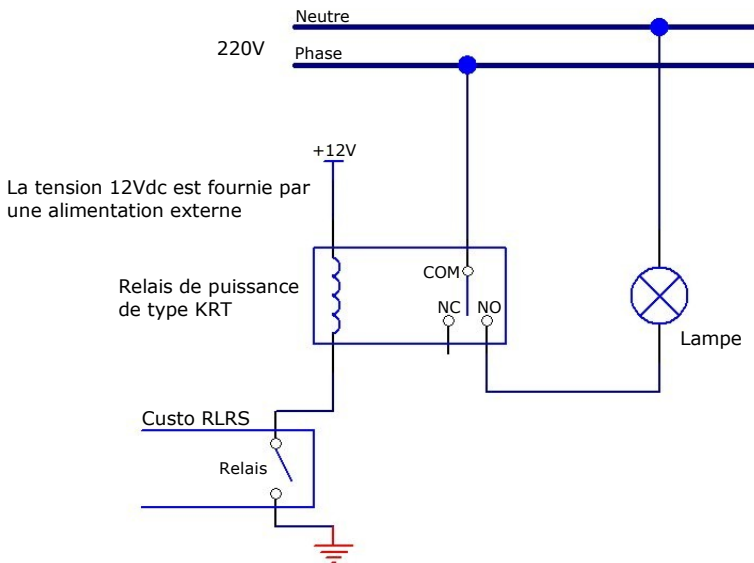 Neutre
220V
Phase
+12V
La tension 12Vdc est fournie par
une alimentation externe
COM
Relais de puissance
de type KRT
NC
NO
Lampe
Custo RLRS
Relais